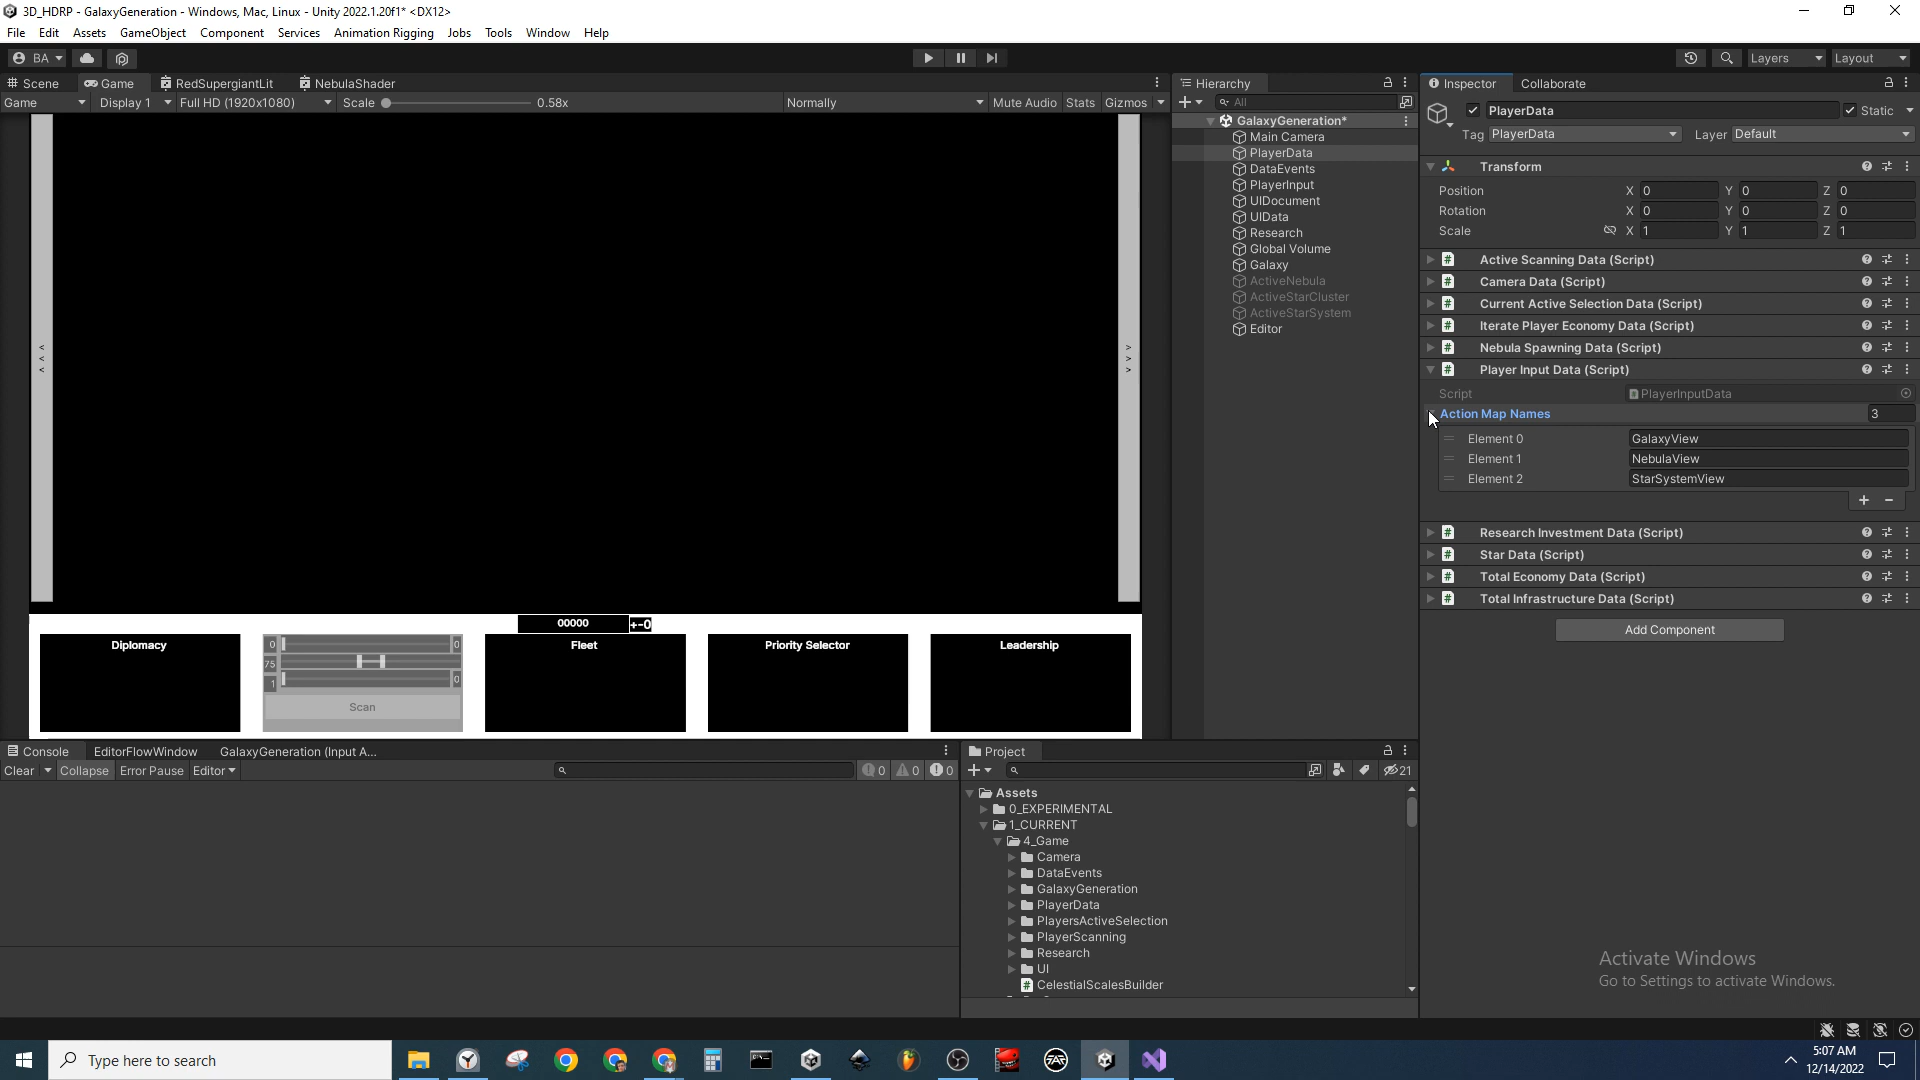 3D_HDRP - GalaxyGeneration - Windows, Mac, Linux - Unity 2022.1.20f1* <DX12>
File Edit Assets GameObject Component Services Animation Rigging Jobs Tools Window Help
BA Layers Layout
Scene Game RedSupergiantLit NebulaShader
Game Display 1 Full HD (1920x1080) Scale 0.58x Normally Mute Audio Stats Gizmos
<
<
<
>
>
>
00000 +-0
Diplomacy
0 0
75
1 0
Scan
Fleet
Priority Selector
Leadership
Hierarchy
All
GalaxyGeneration*
Main Camera
PlayerData
DataEvents
PlayerInput
UIDocument
UIData
Research
Global Volume
Galaxy
ActiveNebula
ActiveStarCluster
ActiveStarSystem
Editor
Inspector Collaborate
PlayerData Static
Tag PlayerData Layer Default
Transform
Position X 0 Y 0 Z 0
Rotation X 0 Y 0 Z 0
Scale X 1 Y 1 Z 1
# Active Scanning Data (Script)
# Camera Data (Script)
# Current Active Selection Data (Script)
# Iterate Player Economy Data (Script)
# Nebula Spawning Data (Script)
# Player Input Data (Script)
Script PlayerInputData
Action Map Names 3
Element 0 GalaxyView
Element 1 NebulaView
Element 2 StarSystemView
+ -
# Research Investment Data (Script)
# Star Data (Script)
# Total Economy Data (Script)
# Total Infrastructure Data (Script)
Add Component
Console EditorFlowWindow GalaxyGeneration (Input A...
Clear Collapse Error Pause Editor 0 0 0
Project
21
Assets
0_EXPERIMENTAL
1_CURRENT
4_Game
Camera
DataEvents
GalaxyGeneration
PlayerData
PlayersActiveSelection
PlayerScanning
Research
UI
# CelestialScalesBuilder
Activate Windows
Go to Settings to activate Windows.
Type here to search
5:07 AM
12/14/2022